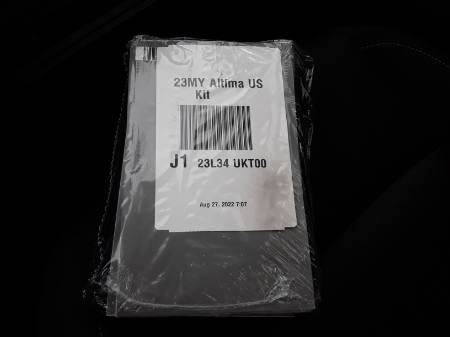 23MY Altima US
Kit
J1 23L34 UKT00
Aug 27, 2022 7:07